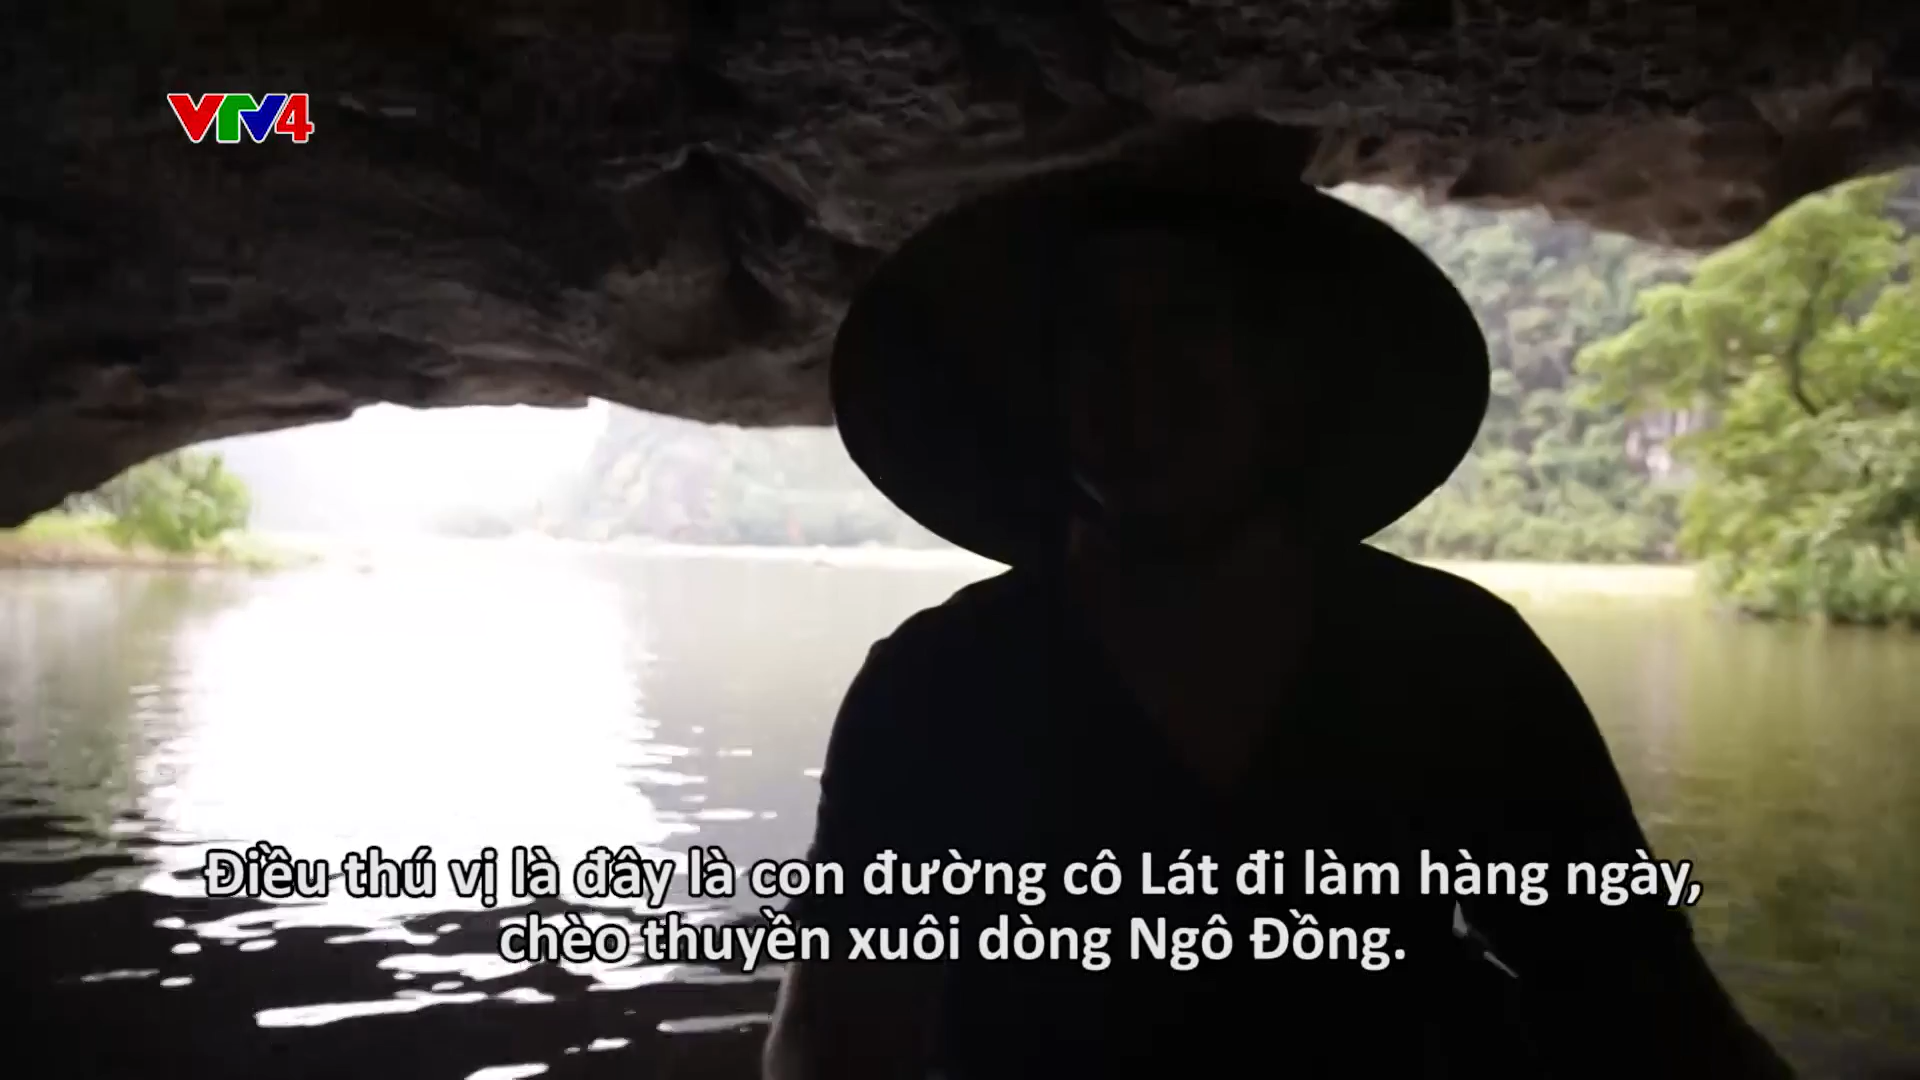 VTV4
Điều thú vị là đây là con đường cô Lát đi làm hàng ngày,
chèo thuyền xuôi dòng Ngô Đồng.